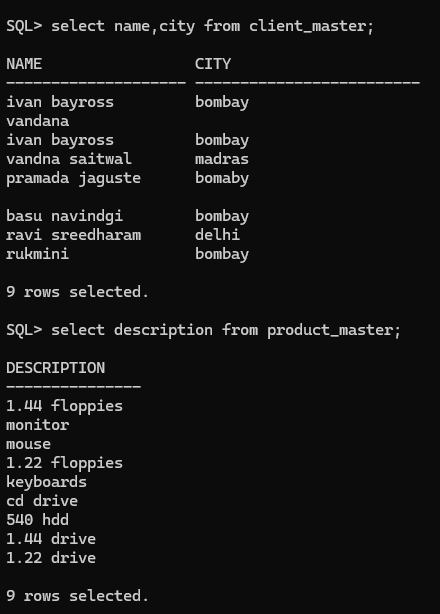 SQL> select name,city from client_master;
NAME                 CITY
-------------------- -------------------------
ivan bayross         bombay
vandana
ivan bayross         bombay
vandna saitwal       madras
pramada jaguste      bomaby
basu navindgi        bombay
ravi sreedharam      delhi
rukmini              bombay
9 rows selected.
SQL> select description from product_master;
DESCRIPTION
---------------
1.44 floppies
monitor
mouse
1.22 floppies
keyboards
cd drive
540 hdd
1.44 drive
1.22 drive
9 rows selected.